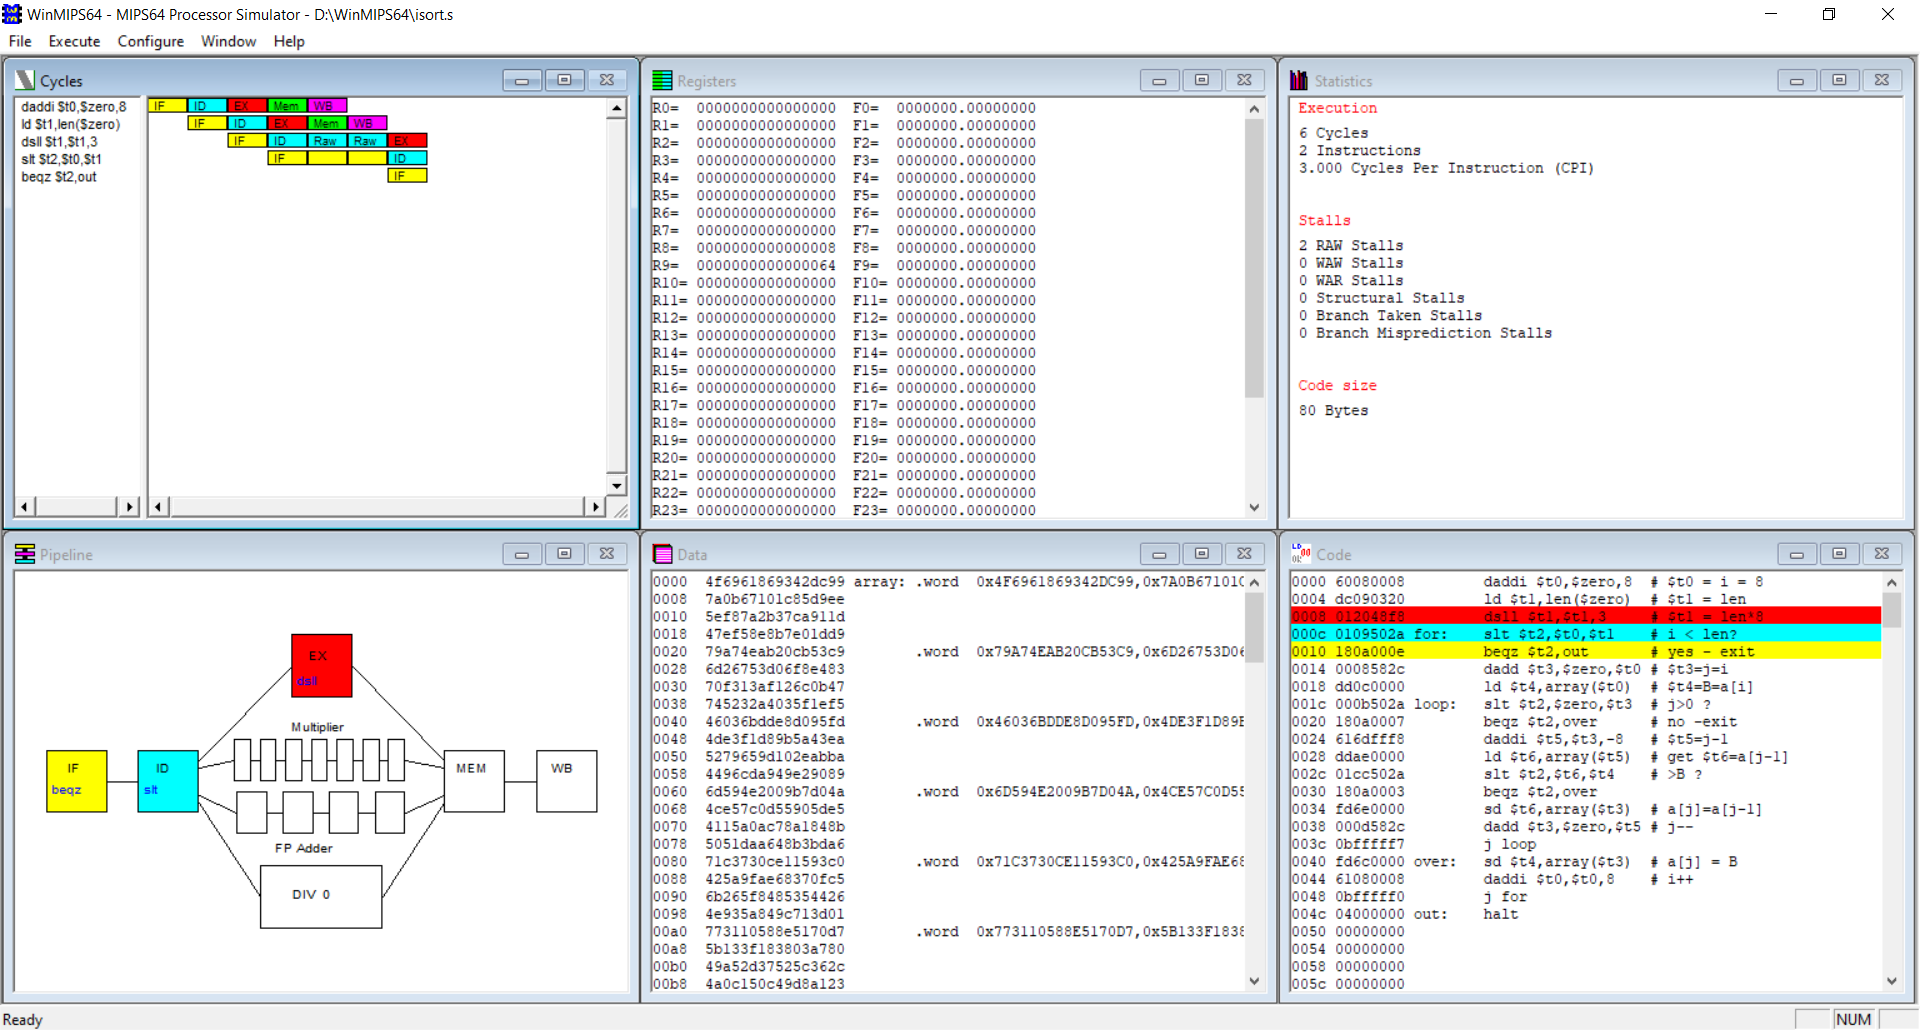 WinMIPS64 - MIPS64 Processor Simulator - D:\WinMIPS64\isort.s
File Execute Configure Window Help
Cycles
daddi $t0,$zero,8 IF ID EX Mem WB
ld $t1,len($zero) IF ID EX Mem WB
dsll $t1,$t1,3 IF ID Raw Raw EX
slt $t2,$t0,$t1 IF ID
beqz $t2,out IF
Registers
R0= 0000000000000000 F0= 0000000.00000000
R1= 0000000000000000 F1= 0000000.00000000
R2= 0000000000000000 F2= 0000000.00000000
R3= 0000000000000000 F3= 0000000.00000000
R4= 0000000000000000 F4= 0000000.00000000
R5= 0000000000000000 F5= 0000000.00000000
R6= 0000000000000000 F6= 0000000.00000000
R7= 0000000000000000 F7= 0000000.00000000
R8= 0000000000000008 F8= 0000000.00000000
R9= 0000000000000064 F9= 0000000.00000000
R10= 0000000000000000 F10= 0000000.00000000
R11= 0000000000000000 F11= 0000000.00000000
R12= 0000000000000000 F12= 0000000.00000000
R13= 0000000000000000 F13= 0000000.00000000
R14= 0000000000000000 F14= 0000000.00000000
R15= 0000000000000000 F15= 0000000.00000000
R16= 0000000000000000 F16= 0000000.00000000
R17= 0000000000000000 F17= 0000000.00000000
R18= 0000000000000000 F18= 0000000.00000000
R19= 0000000000000000 F19= 0000000.00000000
R20= 0000000000000000 F20= 0000000.00000000
R21= 0000000000000000 F21= 0000000.00000000
R22= 0000000000000000 F22= 0000000.00000000
R23= 0000000000000000 F23= 0000000.00000000
Statistics
Execution
6 Cycles
2 Instructions
3.000 Cycles Per Instruction (CPI)
Stalls
2 RAW Stalls
0 WAW Stalls
0 WAR Stalls
0 Structural Stalls
0 Branch Taken Stalls
0 Branch Misprediction Stalls
Code size
80 Bytes
Pipeline
EX
dsll
Multiplier
IF
beqz
ID
slt
MEM
WB
FP Adder
DIV 0
Data
0000 4f6961869342dc99 array: .word 0x4F6961869342DC99,0x7A0B67101C
0008 7a0b67101c85d9ee
0010 5ef87a2b37ca911d
0018 47ef58e8b7e01dd9
0020 79a74eab20cb53c9 .word 0x79A74EAB20CB53C9,0x6D26753D06
0028 6d26753d06f8e483
0030 70f313af126c0b47
0038 745232a4035f1ef5
0040 46036bdde8d095fd .word 0x46036BDDE8D095FD,0x4DE3F1D89B
0048 4de3f1d89b5a43ea
0050 5279659d102eabba
0058 4496cda949e29089
0060 6d594e2009b7d04a .word 0x6D594E2009B7D04A,0x4CE57C0D55
0068 4ce57c0d55905de5
0070 4115a0ac78a1848b
0078 5051daa648b3bda6
0080 71c3730ce11593c0 .word 0x71C3730CE11593C0,0x425A9FAE68
0088 425a9fae68370fc5
0090 6b265f8485354426
0098 4e935a849c713d01
00a0 773110588e5170d7 .word 0x773110588E5170D7,0x5B133F1838
00a8 5b133f183803a780
00b0 49a52d37525c362c
00b8 4a0c150c49d8a123
Code
0000 60080008 daddi $t0,$zero,8 # $t0 = i = 8
0004 dc090320 ld $t1,len($zero) # $t1 = len
0008 012048f8 dsll $t1,$t1,3 # $t1 = len*8
000c 0109502a for: slt $t2,$t0,$t1 # i < len?
0010 180a000e beqz $t2,out # yes - exit
0014 0008582c dadd $t3,$zero,$t0 # $t3=j=i
0018 dd0c0000 ld $t4,array($t0) # $t4=B=a[i]
001c 000b502a loop: slt $t2,$zero,$t3 # j>0 ?
0020 180a0007 beqz $t2,over # no -exit
0024 616dfff8 daddi $t5,$t3,-8 # $t5=j-1
0028 ddae0000 ld $t6,array($t5) # get $t6=a[j-1]
002c 01cc502a slt $t2,$t6,$t4 # >B ?
0030 180a0003 beqz $t2,over
0034 fd6e0000 sd $t6,array($t3) # a[j]=a[j-1]
0038 000d582c dadd $t3,$zero,$t5 # j--
003c 0bfffff7 j loop
0040 fd6c0000 over: sd $t4,array($t3) # a[j] = B
0044 61080008 daddi $t0,$t0,8 # i++
0048 0bfffff0 j for
004c 04000000 out: halt
0050 00000000
0054 00000000
0058 00000000
005c 00000000
Ready
NUM